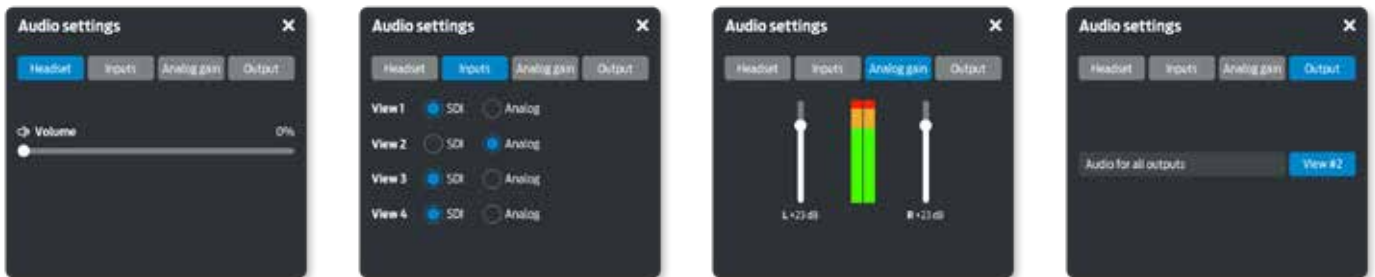 Audio settings
Headset Inputs Analog gain Output
Volume 0%
Audio settings
Headset Inputs Analog gain Output
View 1 SDI Analog
View 2 SDI Analog
View 3 SDI Analog
View 4 SDI Analog
Audio settings
Headset Inputs Analog gain Output
L +23 dB R +23 dB
Audio settings
Headset Inputs Analog gain Output
Audio for all outputs View #2